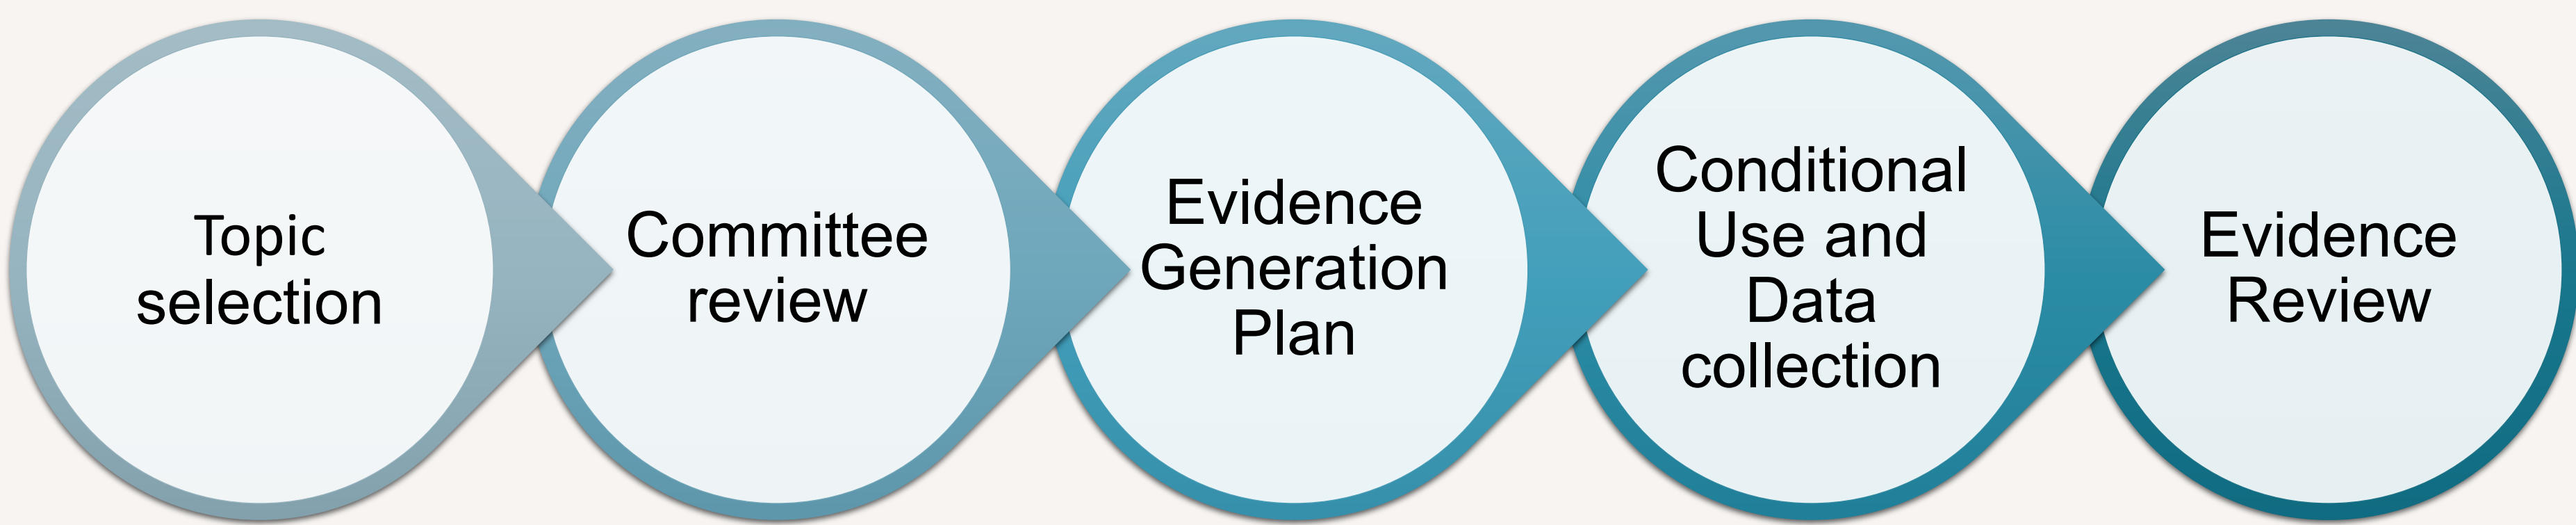 Topic
selection
Committee
review
Evidence
Generation
Plan
Conditional
Use and
Data
collection
Evidence
Review